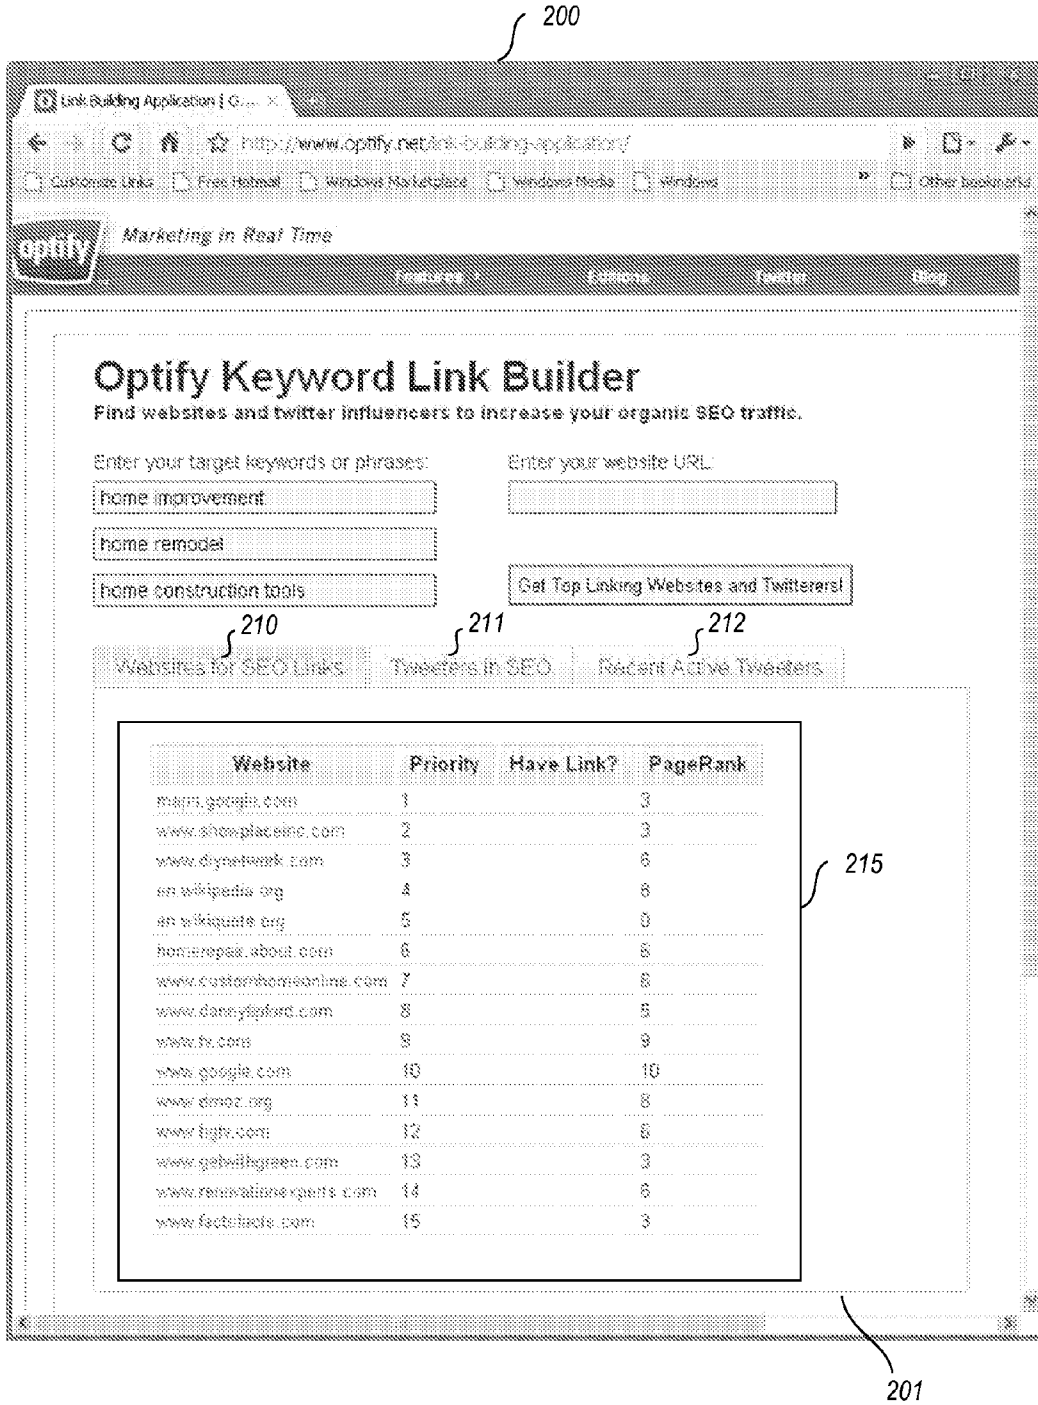 200
Link Building Application | O... ×
http://www.optify.net/link-building-application/
Customize Links Free Hotmail Windows Marketplace Windows Media Windows » Other bookmarks
optify Marketing in Real Time
Features Editions Twitter Blog
Optify Keyword Link Builder
Find websites and twitter influencers to increase your organic SEO traffic.
Enter your target keywords or phrases: Enter your website URL:
home improvement
home remodel
home construction tools Get Top Linking Websites and Twitterers!
210 211 212
Websites for SEO Links Tweeters in SEO Recent Active Tweeters
Website Priority Have Link? PageRank
maps.google.com 1 3
www.showplaceinc.com 2 3
www.diynetwork.com 3 6
215
en.wikipedia.org 4 8
en.wikiquote.org 5 0
homerepair.about.com 6 6
www.customhomeonline.com 7 6
www.dannylipford.com 8 5
www.tv.com 9 9
www.google.com 10 10
www.dmoz.org 11 8
www.hgtv.com 12 6
www.getwithgreen.com 13 3
www.renovationexperts.com 14 6
15 3
201